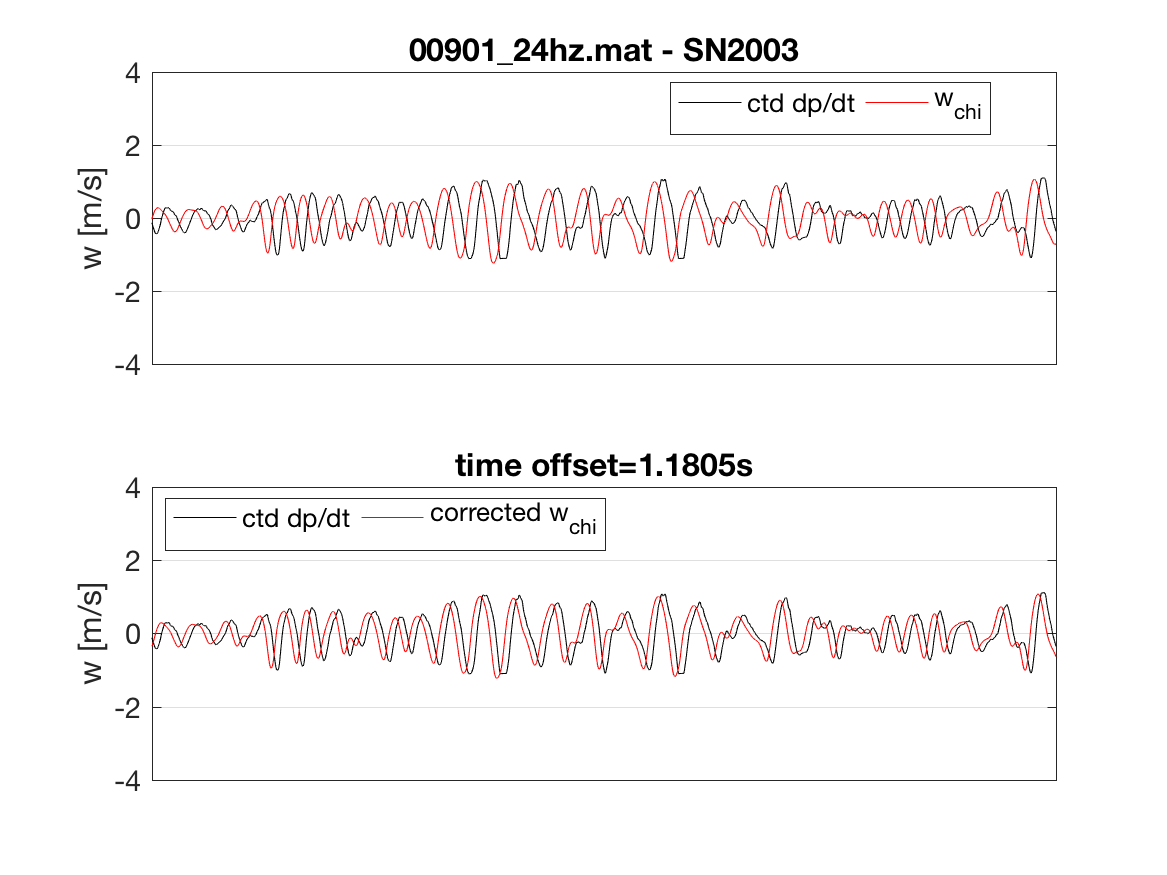 00901_24hz.mat - SN2003
4
2
0
-2
-4
w [m/s]
ctd dp/dt w_chi
time offset=1.1805s
4
2
0
-2
-4
w [m/s]
ctd dp/dt corrected w_chi